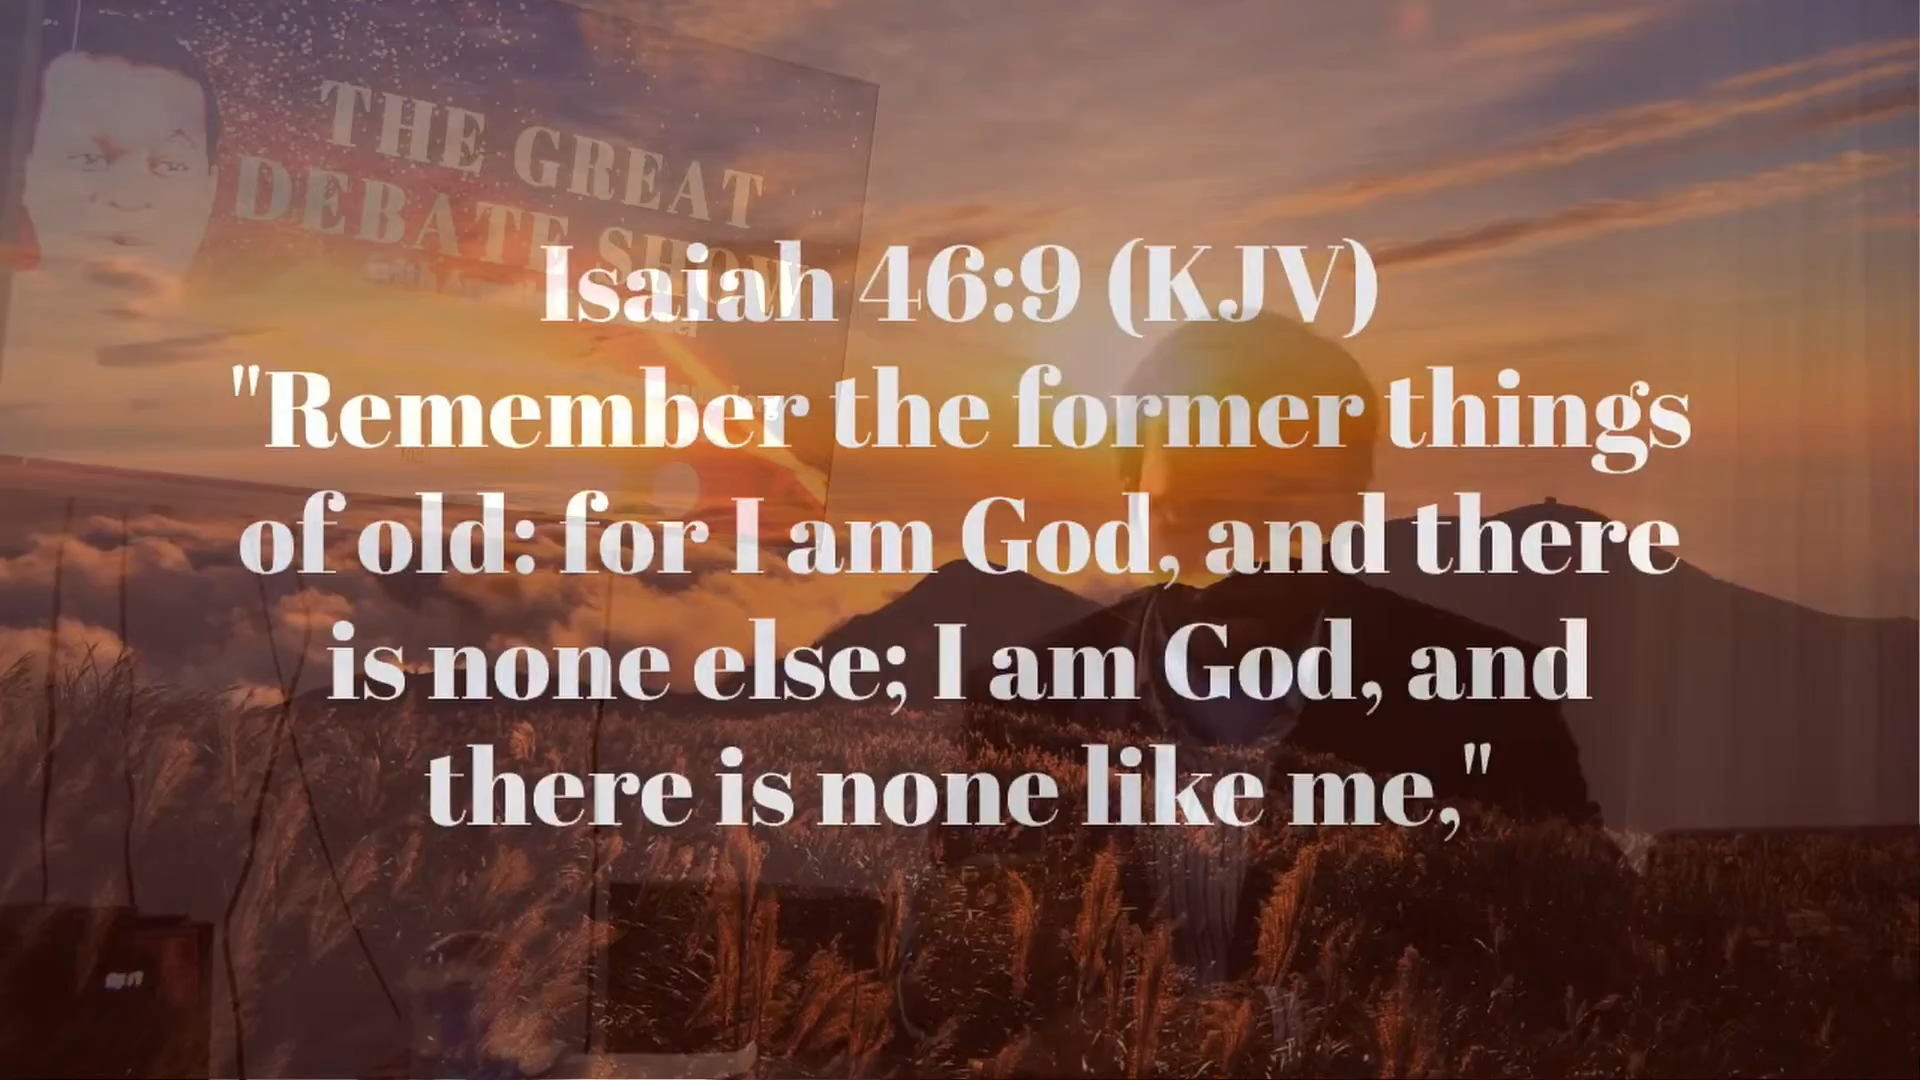 THE GREAT
DEBATE SHOW
Isaiah 46:9 (KJV)
"Remember the former things
of old: for I am God, and there
is none else; I am God, and
there is none like me,"